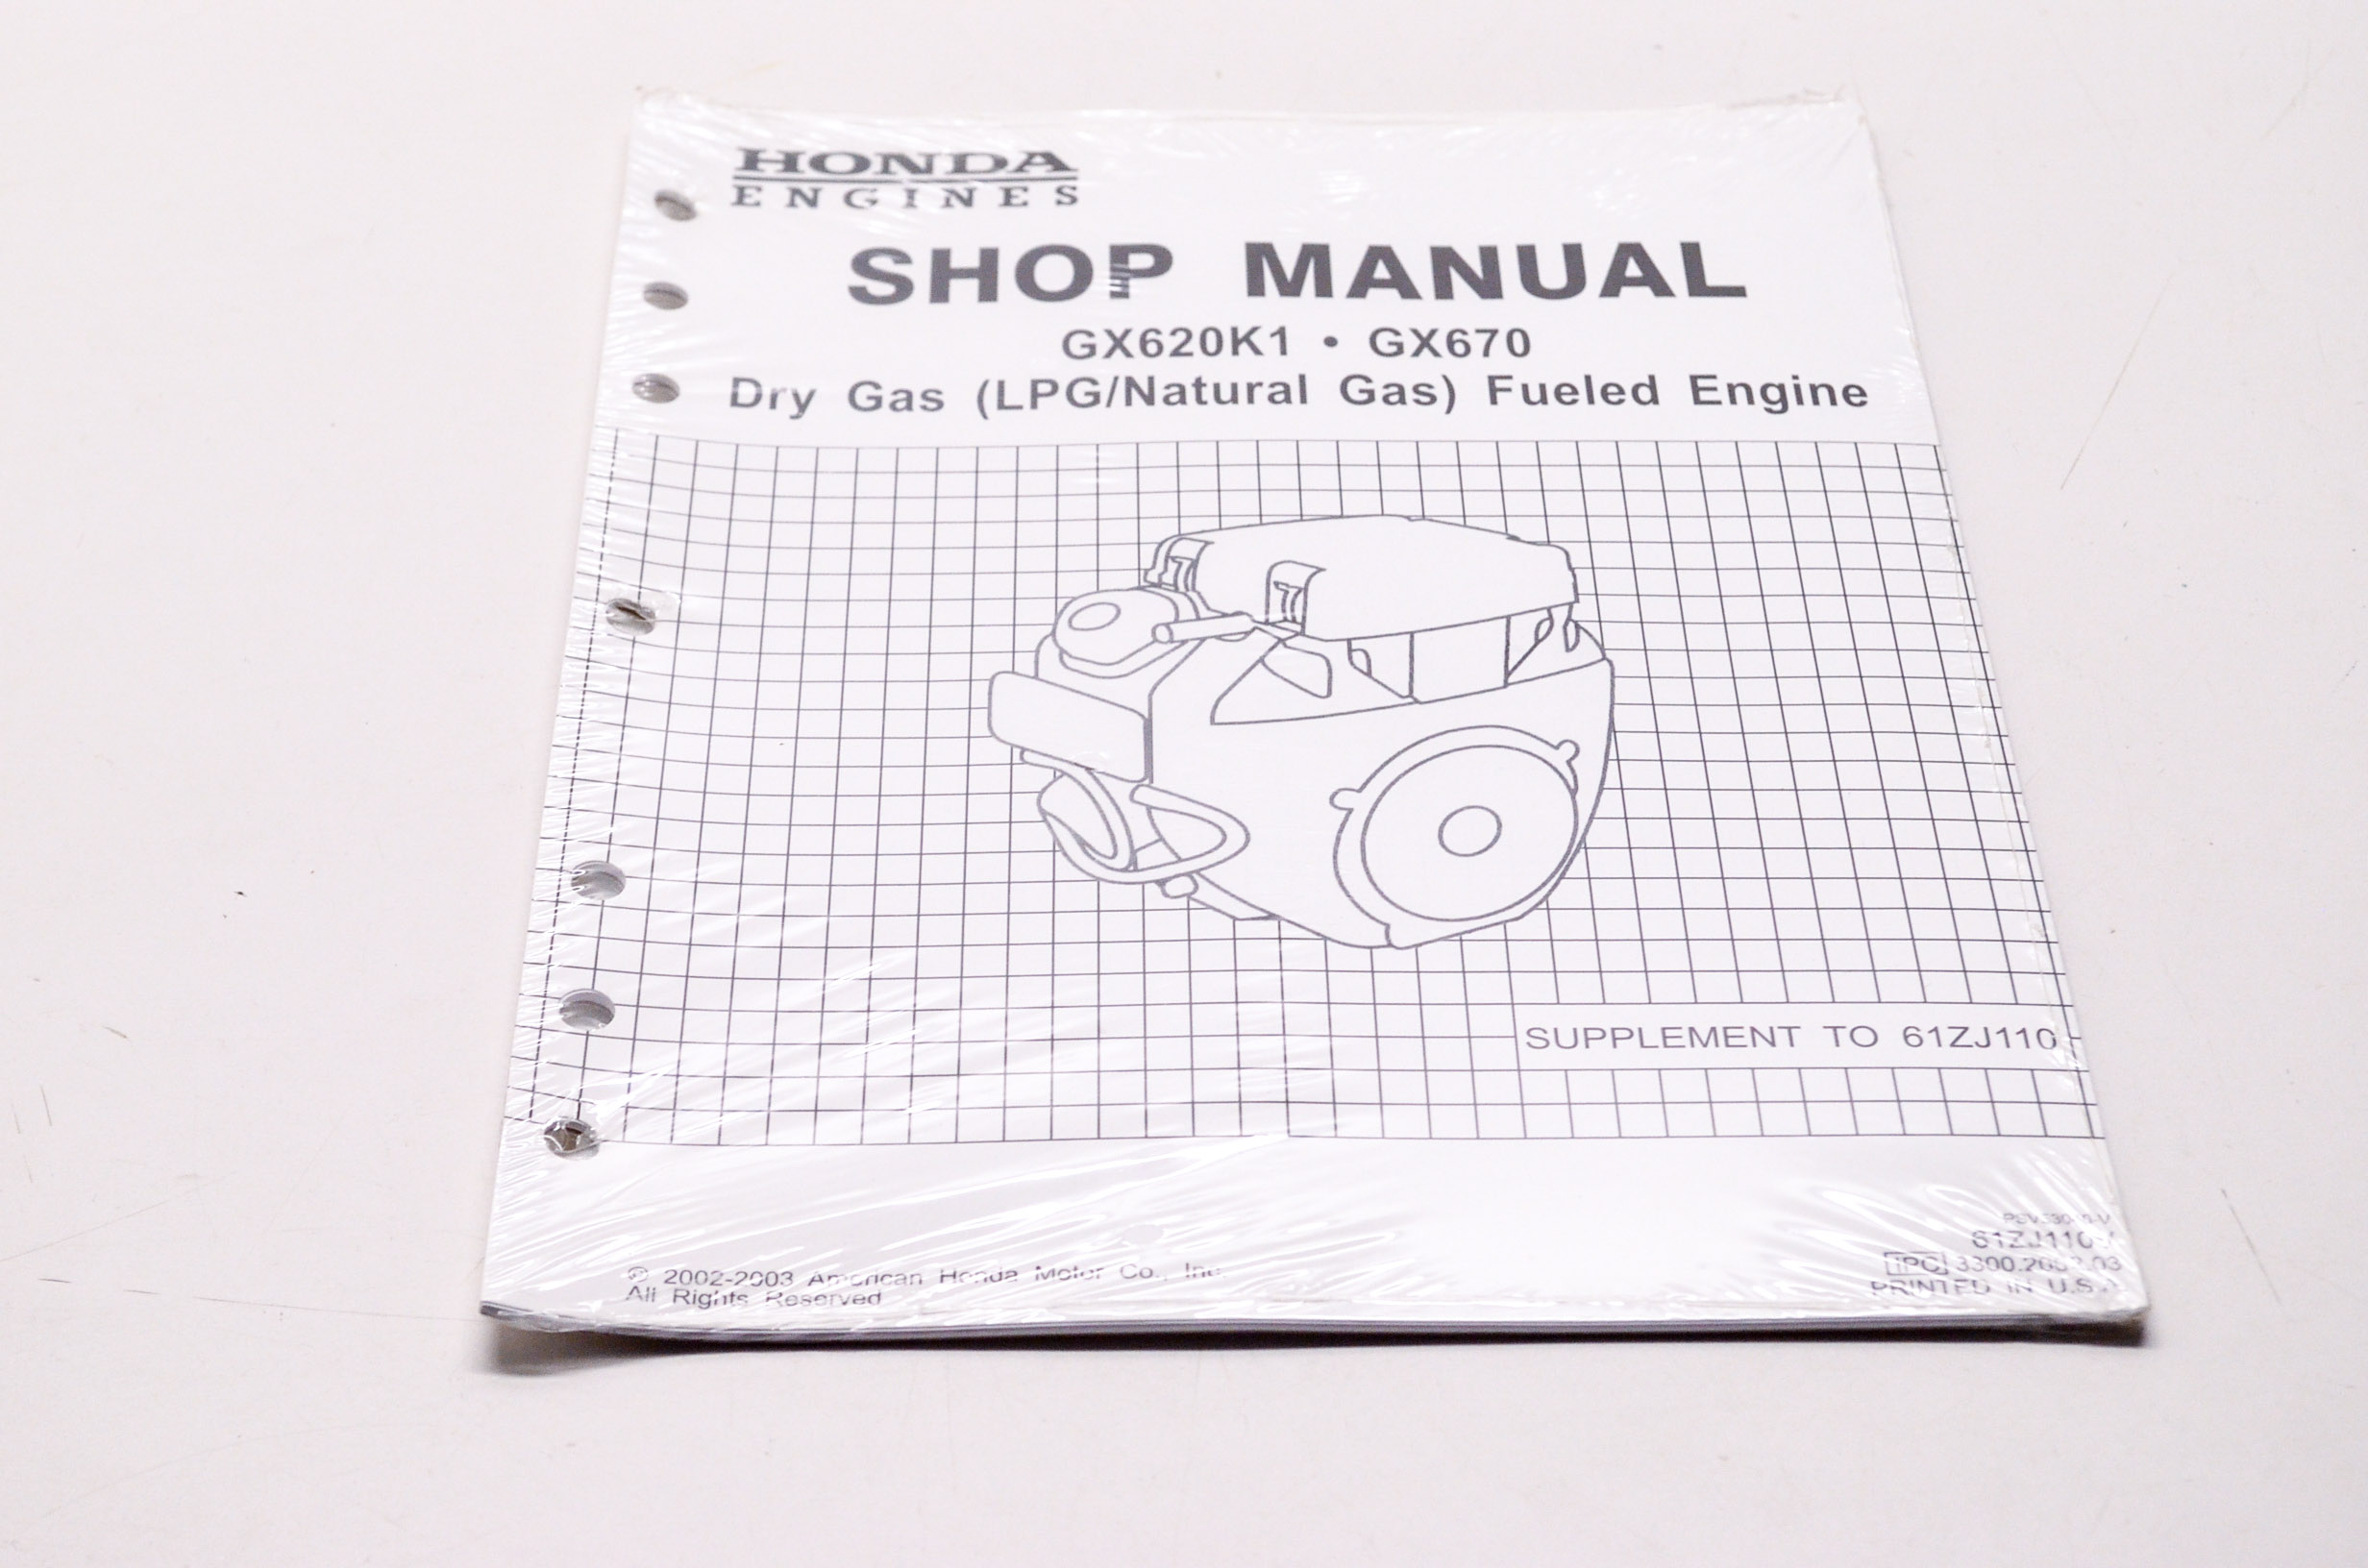 HONDA
ENGINES
SHOP MANUAL
GX620K1 • GX670
Dry Gas (LPG/Natural Gas) Fueled Engine
SUPPLEMENT TO 61ZJ110
© 2002-2003 American Honda Motor Co., Inc.
All Rights Reserved
IPC
PRINTED IN U.S.A.